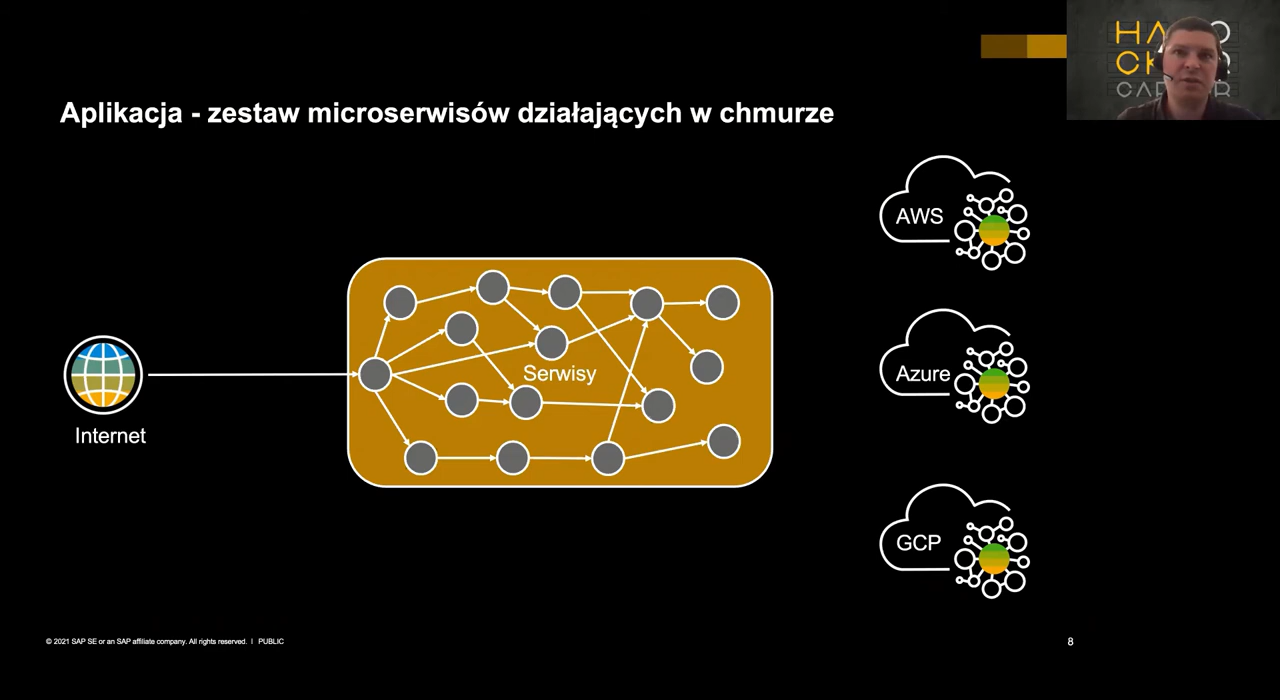 Aplikacja - zestaw microserwisów działających w chmurze
AWS
Azure
Serwisy
Internet
GCP
© 2021 SAP SE or an SAP affiliate company. All rights reserved. I PUBLIC
8